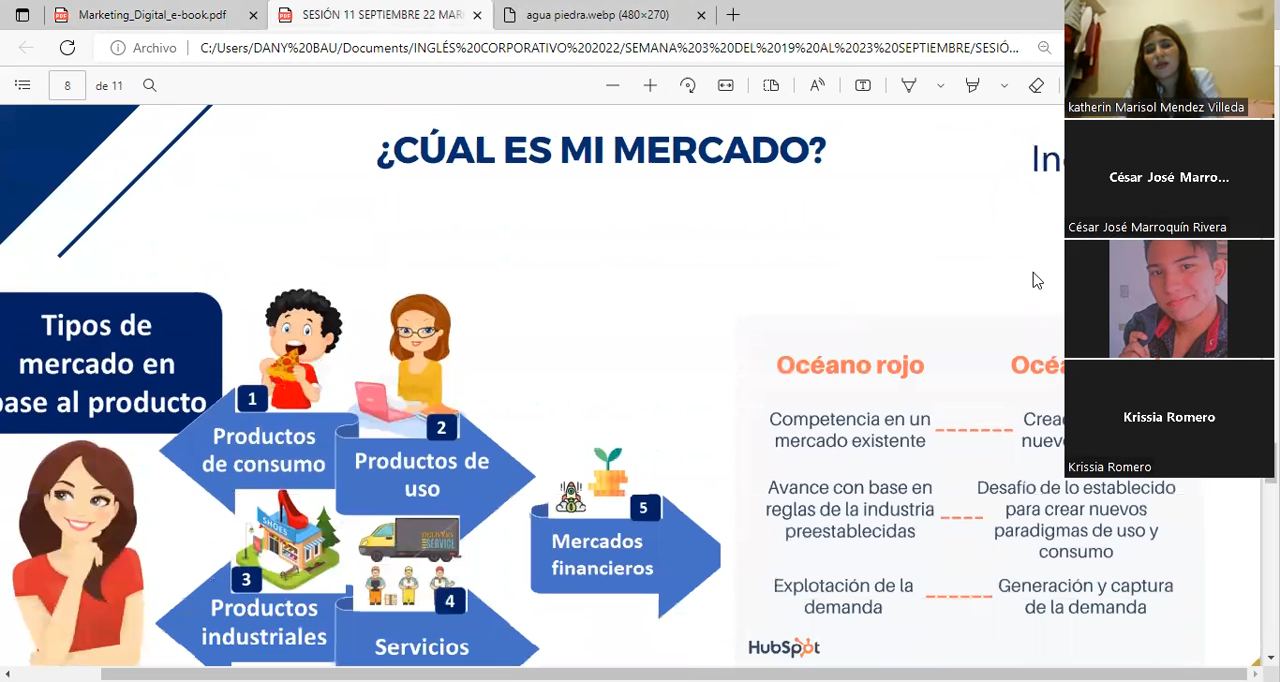 Marketing_Digital_e-book.pdf
SESIÓN 11 SEPTIEMBRE 22 MAR
agua piedra.webp (480×270)
Archivo
C:/Users/DANY%20BAU/Documents/INGLÉS%20CORPORATIVO%202022/SEMANA%203%20DEL%2019%20AL%2023%20SEPTIEMBRE/SESIÓ...
8
de 11
¿CÚAL ES MI MERCADO?
In
Tipos de
mercado en
base al producto
1
Productos
de consumo
2
Productos de
uso
SHOES
3
Productos
industriales
DELIVERY
SERVICE
4
Servicios
5
Mercados
financieros
Océano rojo
Océa
Competencia en un
mercado existente
Crea
nuevo
Avance con base en
reglas de la industria
preestablecidas
Desafío de lo establecido
para crear nuevos
paradigmas de uso y
consumo
Explotación de la
demanda
Generación y captura
de la demanda
HubSpot
katherin Marisol Mendez Villeda
César José Marro...
César José Marroquín Rivera
Krissia Romero
Krissia Romero